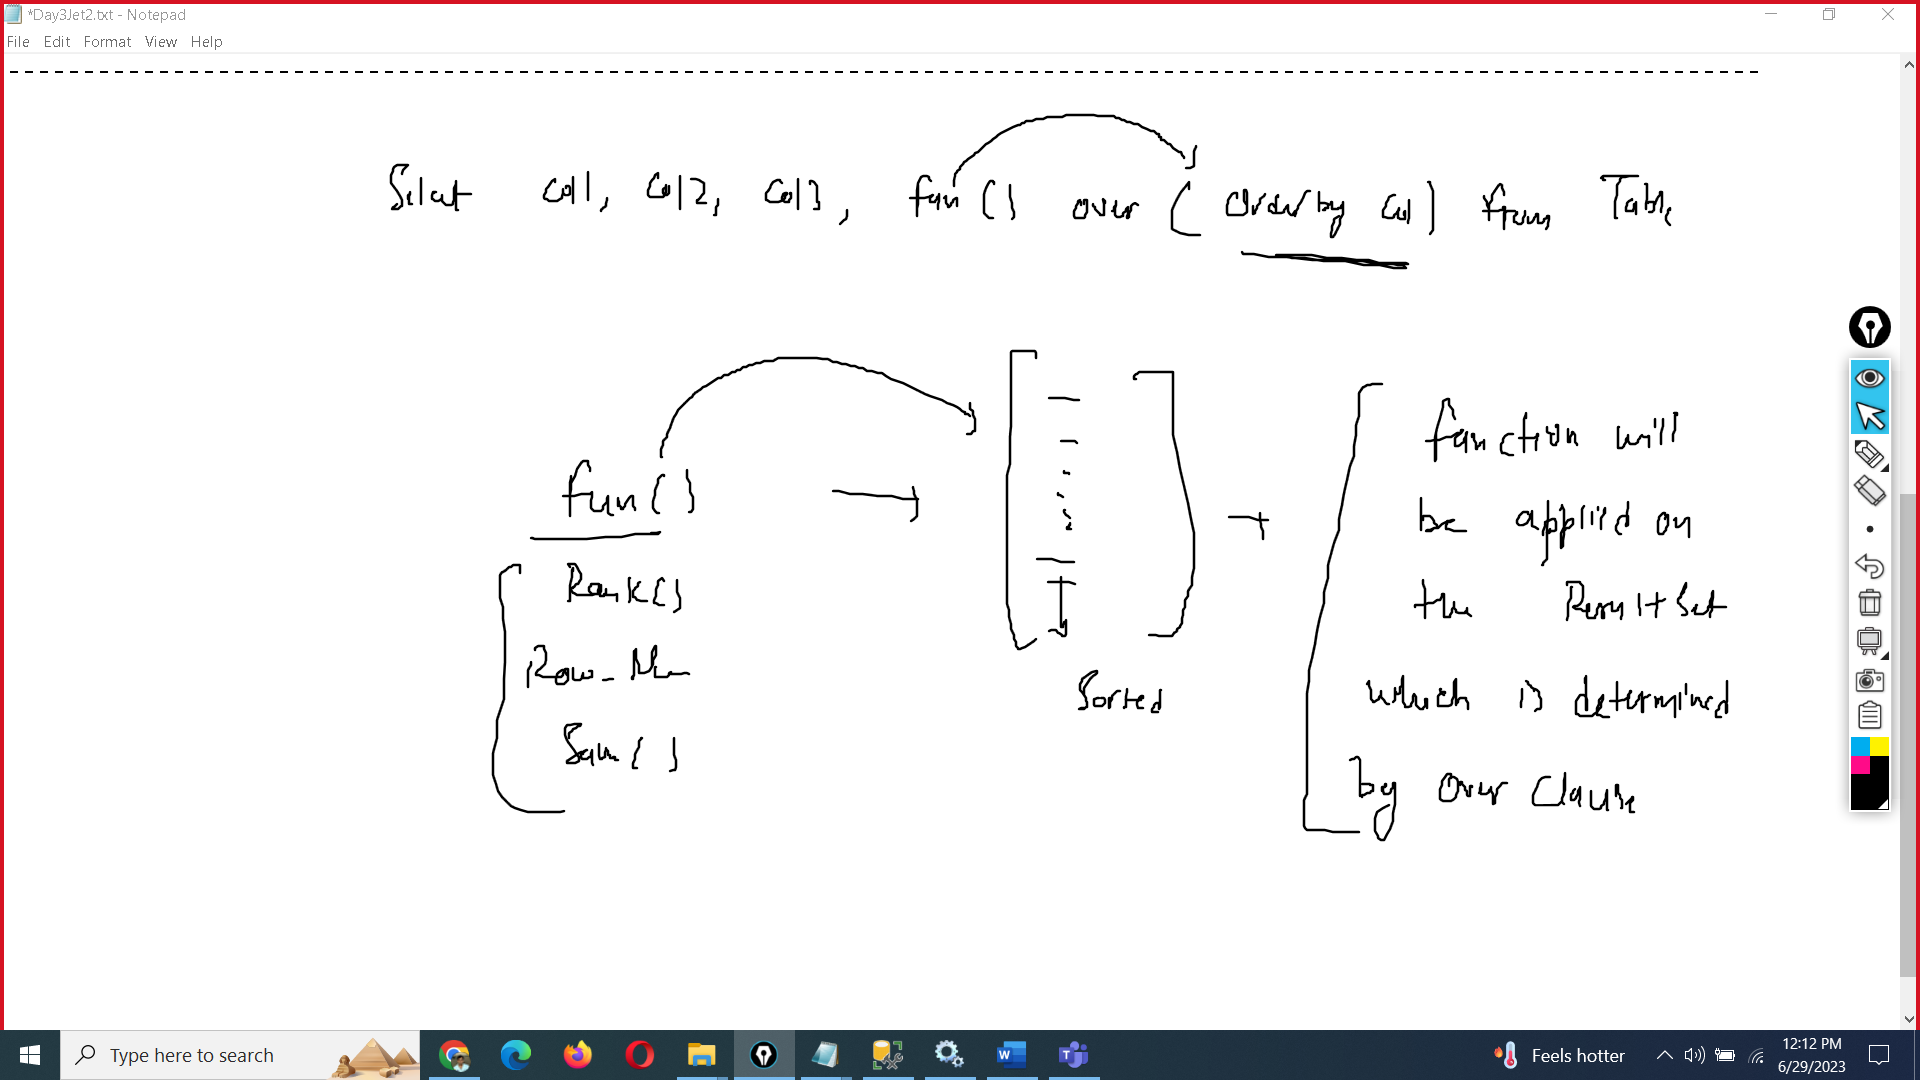 *Day3Jet2.txt - Notepad
File Edit Format View Help
Select Col1, Col2, Col3, fun() over (Order by Col) from Table
fun()
Rank()
Row_Num
Sum()
Sorted
function will
be applied on
the Result Set
which is determined
by Over Clause
Type here to search
Feels hotter
12:12 PM
6/29/2023